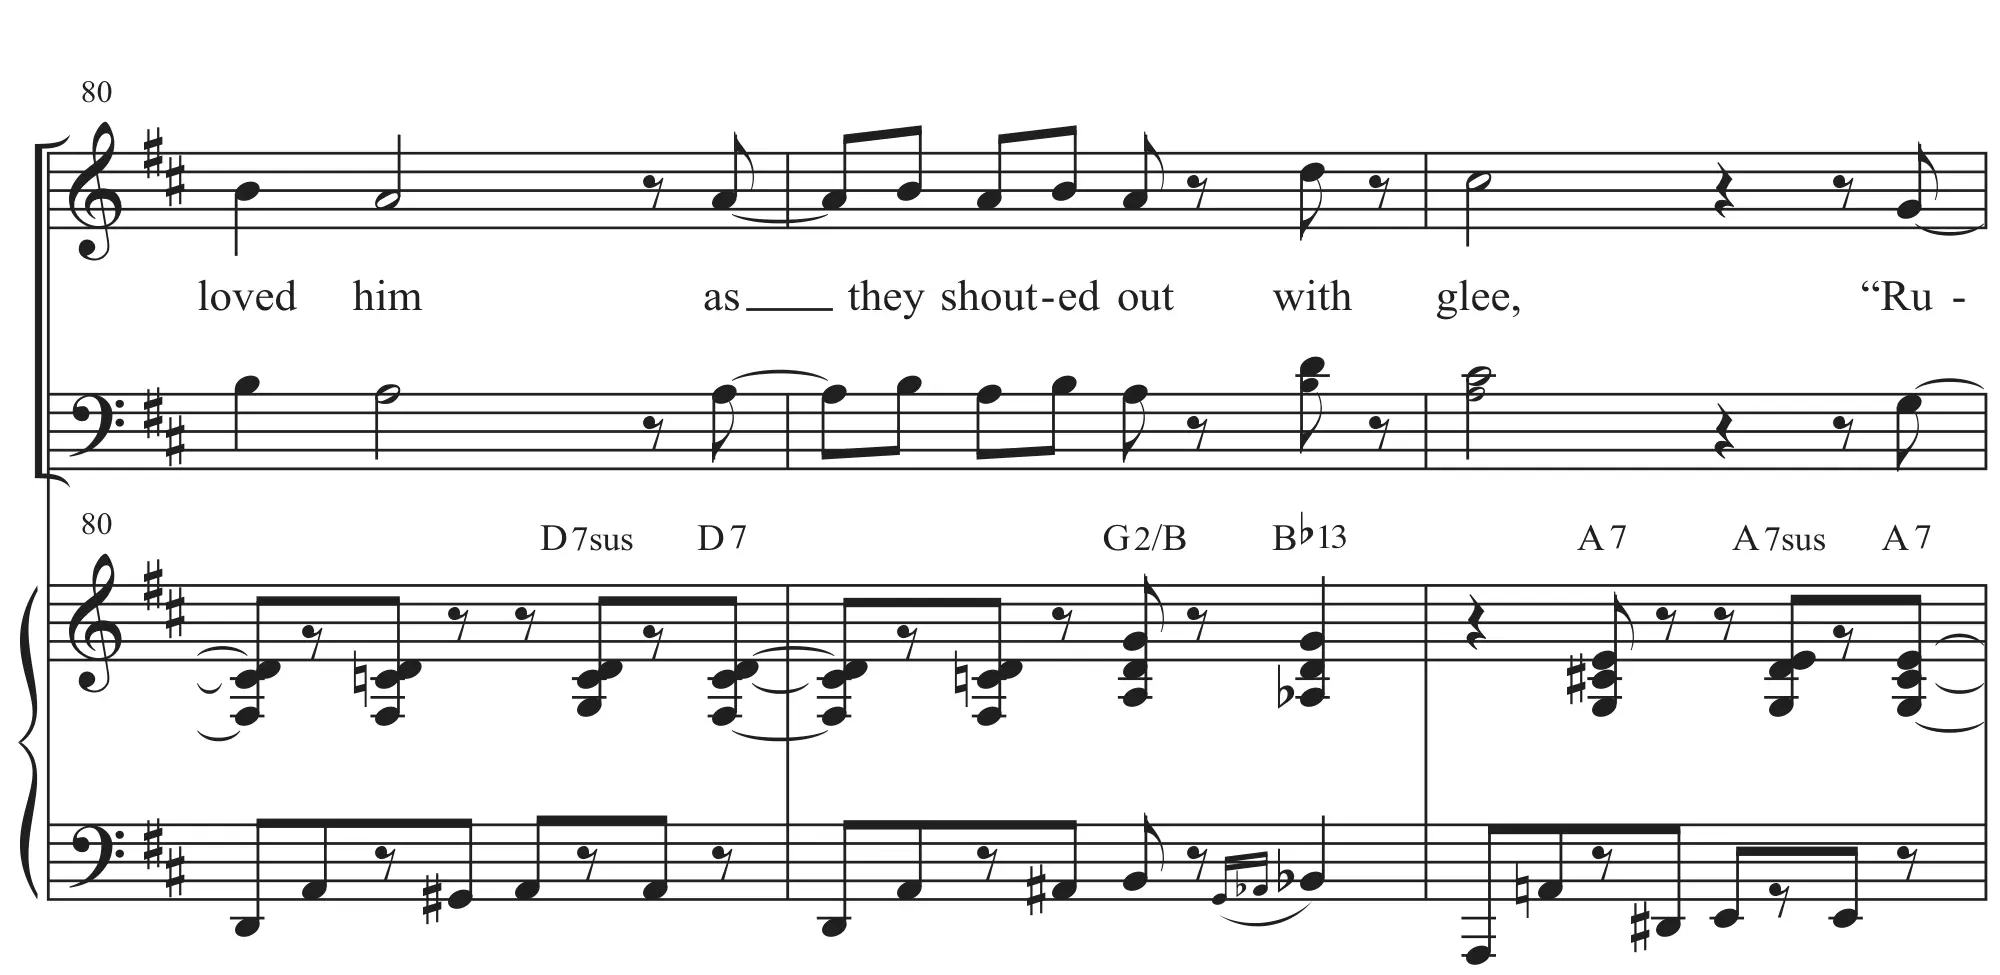 80
loved him as they shout-ed out with glee, “Ru -
80
D7sus D7 G2/B B♭13 A7 A7sus A7